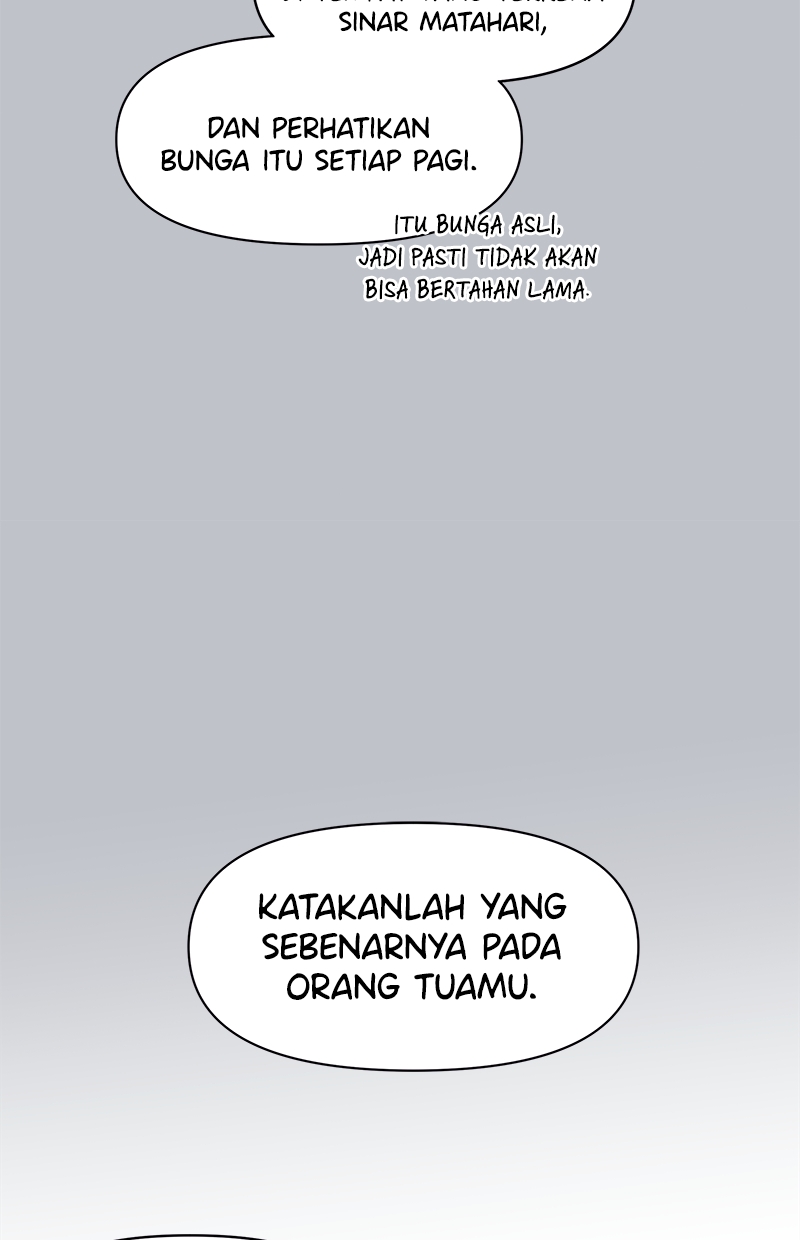 SINAR MATAHARI,
DAN PERHATIKAN
BUNGA ITU SETIAP PAGI.
ITU BUNGA ASLI,
JADI PASTI TIDAK AKAN
BISA BERTAHAN LAMA.
KATAKANLAH YANG
SEBENARNYA PADA
ORANG TUAMU.